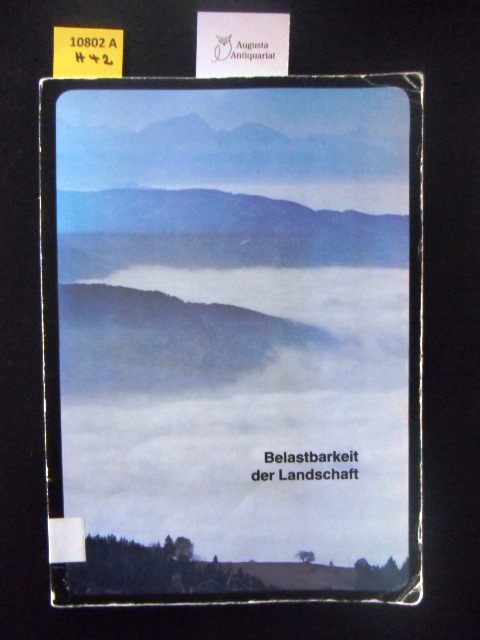 10802 A
# 42
Augusta
Antiquariat
Belastbarkeit
der Landschaft